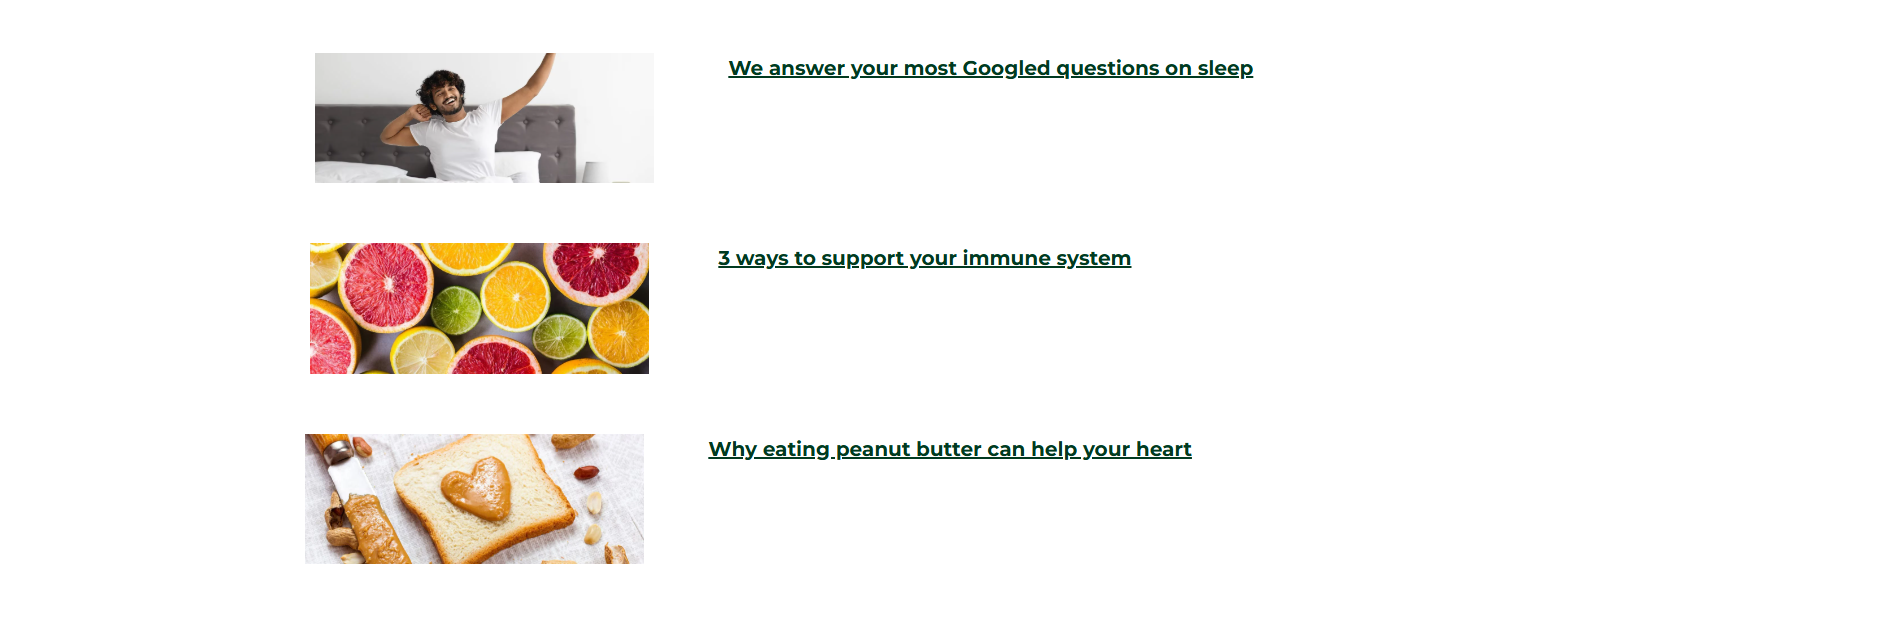 We answer your most Googled questions on sleep
3 ways to support your immune system
Why eating peanut butter can help your heart